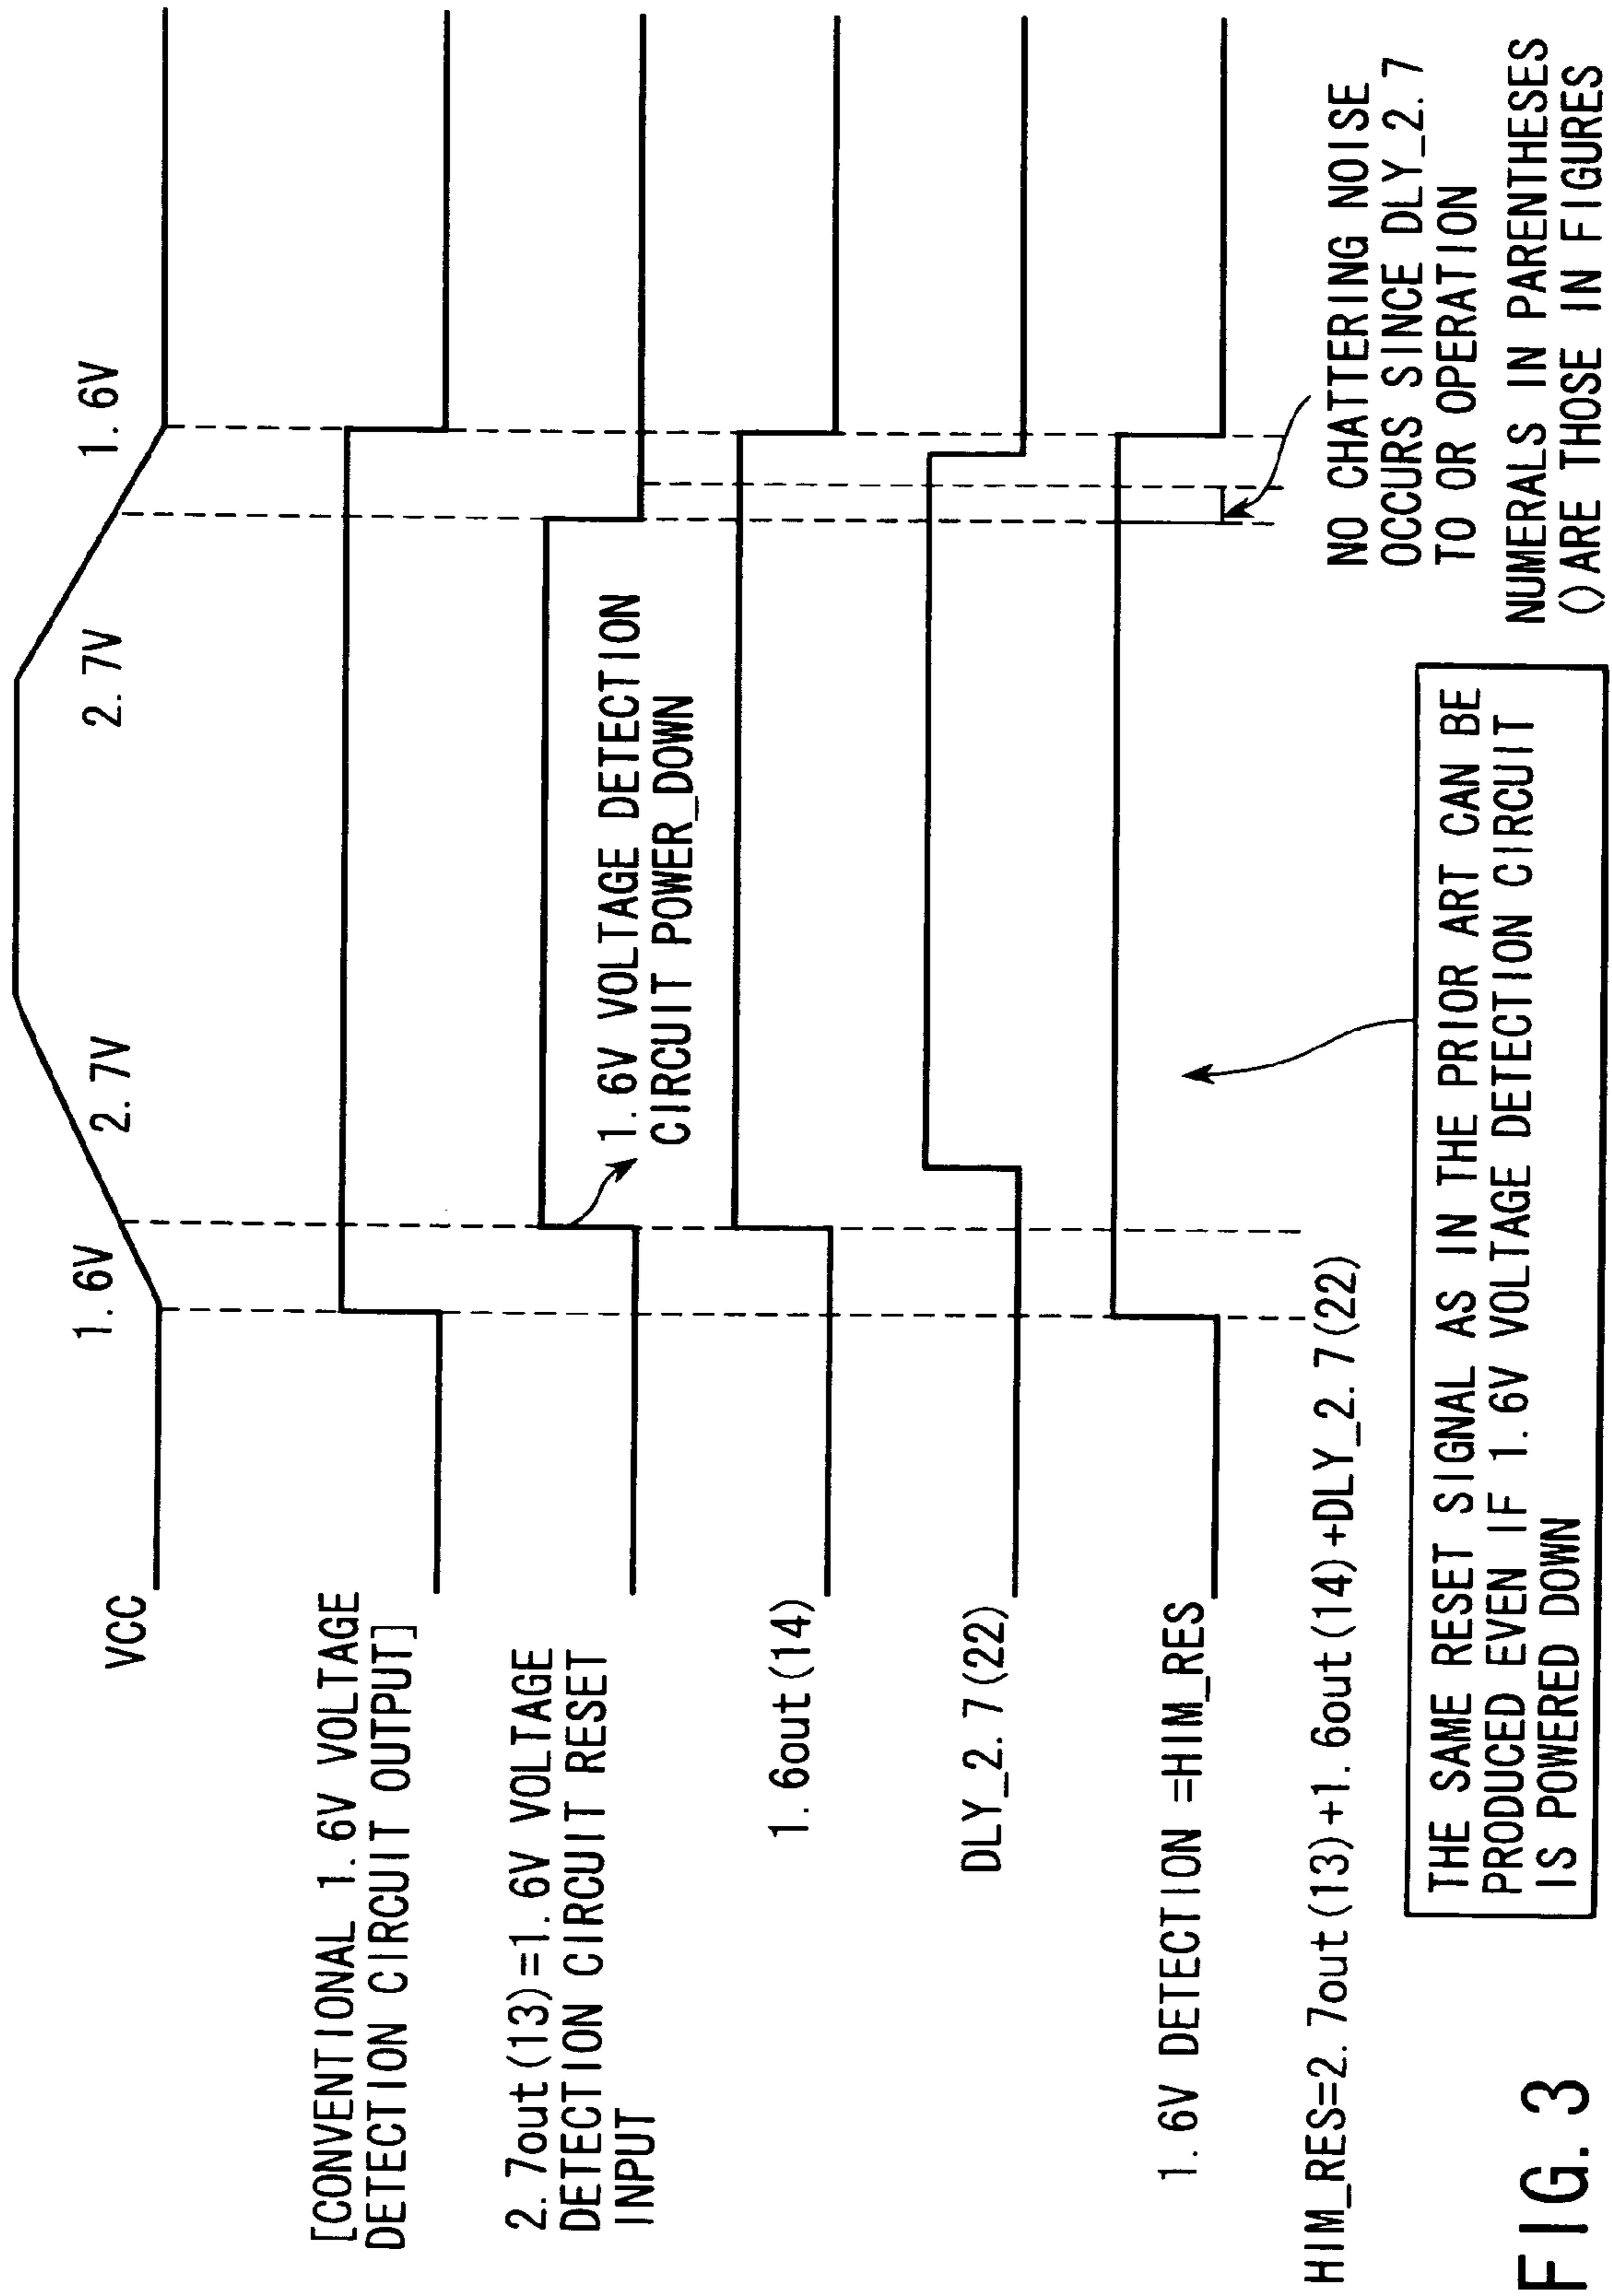 VCC
1.6V
2.7V
2.7V
1.6V
[CONVENTIONAL 1.6V VOLTAGE
DETECTION CIRCUIT OUTPUT]
2.7out(13)=1.6V VOLTAGE
DETECTION CIRCUIT RESET
INPUT
1.6V VOLTAGE DETECTION
CIRCUIT POWER_DOWN
1.6out(14)
DLY_2.7(22)
1.6V DETECTION =HIM_RES
HIM_RES=2.7out(13)+1.6out(14)+DLY_2.7(22)
NO CHATTERING NOISE
OCCURS SINCE DLY_2.7
TO OR OPERATION
THE SAME RESET SIGNAL AS IN THE PRIOR ART CAN BE
PRODUCED EVEN IF 1.6V VOLTAGE DETECTION CIRCUIT
IS POWERED DOWN
NUMERALS IN PARENTHESES
()ARE THOSE IN FIGURES
FIG. 3